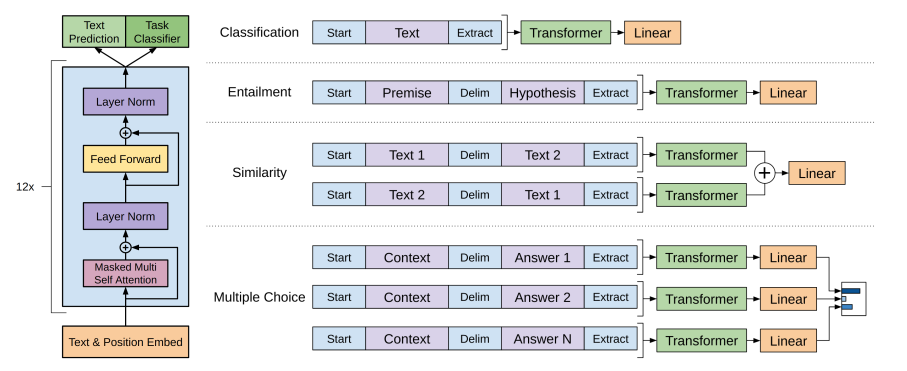 Text
Prediction
Task
Classifier
12x
Layer Norm
Feed Forward
Layer Norm
Masked Multi
Self Attention
Text & Position Embed
Classification Start Text Extract Transformer Linear
Entailment Start Premise Delim Hypothesis Extract Transformer Linear
Similarity
Start Text 1 Delim Text 2 Extract Transformer
Start Text 2 Delim Text 1 Extract Transformer
Linear
Multiple Choice
Start Context Delim Answer 1 Extract Transformer Linear
Start Context Delim Answer 2 Extract Transformer Linear
Start Context Delim Answer N Extract Transformer Linear